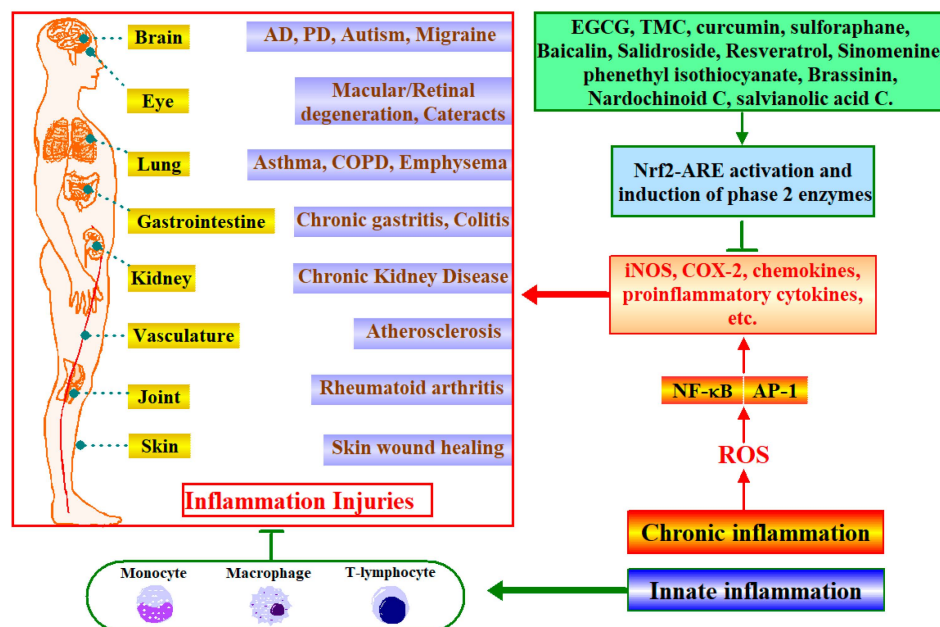 Brain
AD, PD, Autism, Migraine
Eye
Macular/Retinal
degeneration, Cateracts
Lung
Asthma, COPD, Emphysema
Gastrointestine
Chronic gastritis, Colitis
Kidney
Chronic Kidney Disease
Vasculature
Atherosclerosis
Joint
Rheumatoid arthritis
Skin
Skin wound healing
Inflammation Injuries
Monocyte
Macrophage
T-lymphocyte
EGCG, TMC, curcumin, sulforaphane,
Baicalin, Salidroside, Resveratrol, Sinomenine
phenethyl isothiocyanate, Brassinin,
Nardochinoid C, salvianolic acid C.
Nrf2-ARE activation and
induction of phase 2 enzymes
iNOS, COX-2, chemokines,
proinflammatory cytokines,
etc.
NF-κB AP-1
ROS
Chronic inflammation
Innate inflammation